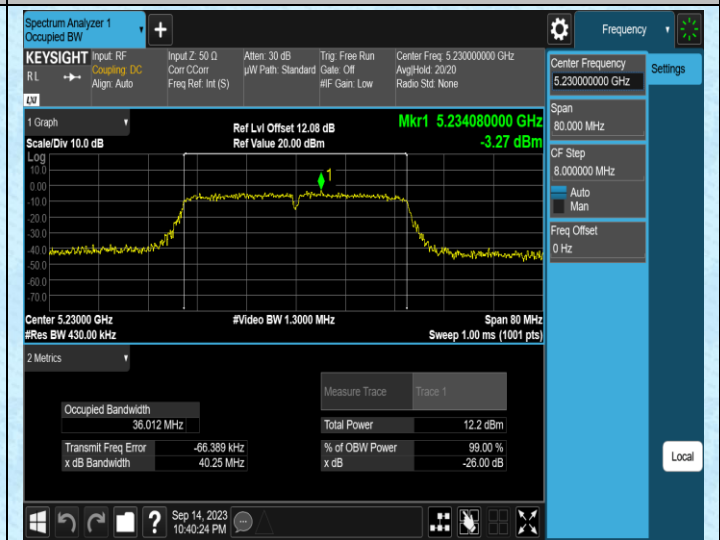 Spectrum Analyzer 1
Occupied BW
Frequency
KEYSIGHT
RL
LXI
Input: RF
Coupling: DC
Align: Auto
Input Z: 50 Ω
Corr CCorr
Freq Ref: Int (S)
Atten: 30 dB
µW Path: Standard
Trig: Free Run
Gate: Off
#IF Gain: Low
Center Freq: 5.230000000 GHz
Avg|Hold: 20/20
Radio Std: None
1 Graph
Scale/Div 10.0 dB
Ref Lvl Offset 12.08 dB
Ref Value 20.00 dBm
Mkr1 5.234080000 GHz
-3.27 dBm
Log
10.0
0.00
-10.0
-20.0
-30.0
-40.0
-50.0
-60.0
-70.0
1
Center 5.23000 GHz
#Res BW 430.00 kHz
#Video BW 1.3000 MHz
Span 80 MHz
Sweep 1.00 ms (1001 pts)
2 Metrics
Measure Trace
Trace 1
Occupied Bandwidth
36.012 MHz
Total Power
12.2 dBm
Transmit Freq Error
-66.389 kHz
% of OBW Power
99.00 %
x dB Bandwidth
40.25 MHz
x dB
-26.00 dB
Center Frequency
5.230000000 GHz
Settings
Span
80.000 MHz
CF Step
8.000000 MHz
Auto
Man
Freq Offset
0 Hz
Local
Sep 14, 2023
10:40:24 PM